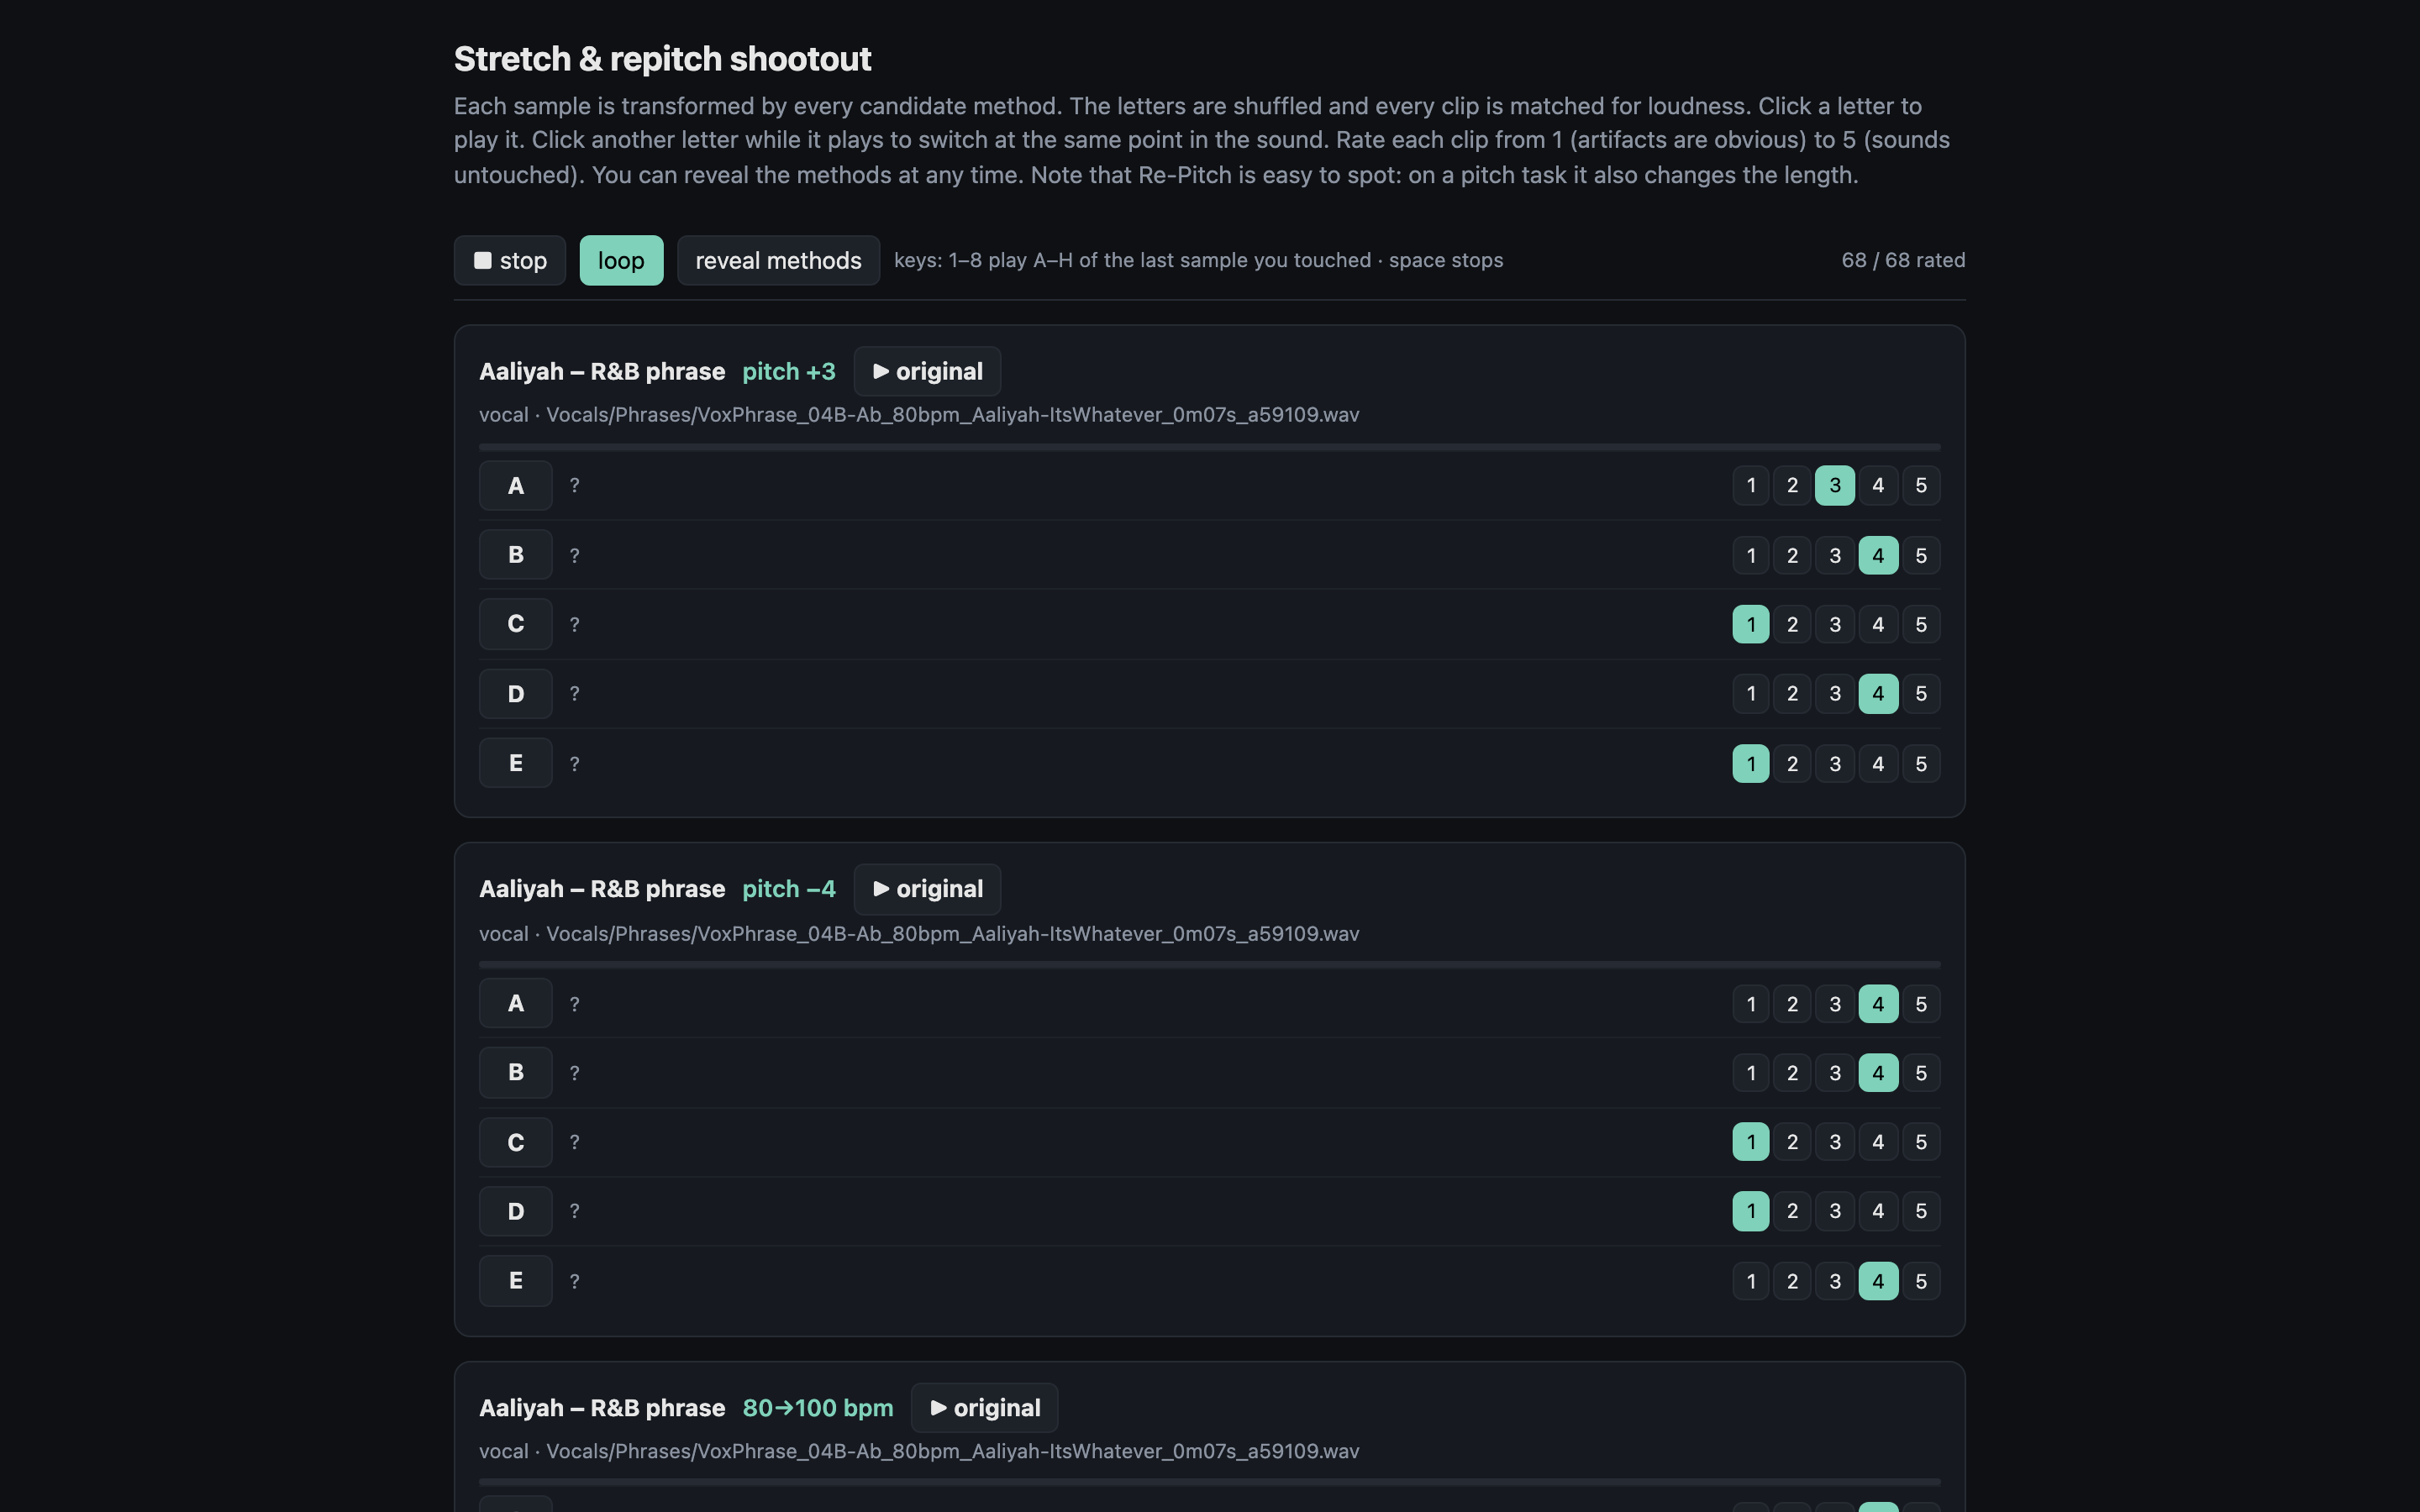 Stretch & repitch shootout
Each sample is transformed by every candidate method. The letters are shuffled and every clip is matched for loudness. Click a letter to
play it. Click another letter while it plays to switch at the same point in the sound. Rate each clip from 1 (artifacts are obvious) to 5 (sounds
untouched). You can reveal the methods at any time. Note that Re-Pitch is easy to spot: on a pitch task it also changes the length.
stop loop reveal methods keys: 1–8 play A–H of the last sample you touched · space stops 68 / 68 rated
Aaliyah – R&B phrase pitch +3 ▶ original
vocal · Vocals/Phrases/VoxPhrase_04B-Ab_80bpm_Aaliyah-ItsWhatever_0m07s_a59109.wav
A ? 1 2 3 4 5
B ? 1 2 3 4 5
C ? 1 2 3 4 5
D ? 1 2 3 4 5
E ? 1 2 3 4 5
Aaliyah – R&B phrase pitch −4 ▶ original
vocal · Vocals/Phrases/VoxPhrase_04B-Ab_80bpm_Aaliyah-ItsWhatever_0m07s_a59109.wav
A ? 1 2 3 4 5
B ? 1 2 3 4 5
C ? 1 2 3 4 5
D ? 1 2 3 4 5
E ? 1 2 3 4 5
Aaliyah – R&B phrase 80→100 bpm ▶ original
vocal · Vocals/Phrases/VoxPhrase_04B-Ab_80bpm_Aaliyah-ItsWhatever_0m07s_a59109.wav